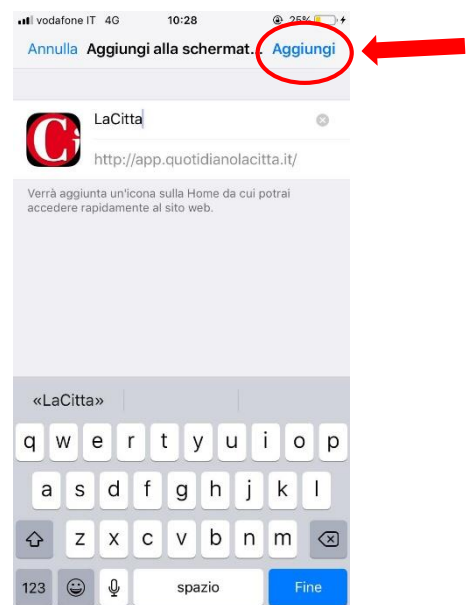 vodafone IT 4G 10:28 25%
Annulla Aggiungi alla schermat... Aggiungi
LaCitta
http://app.quotidianolacitta.it/
Verrà aggiunta un'icona sulla Home da cui potrai
accedere rapidamente al sito web.
«LaCitta»
q w e r t y u i o p
a s d f g h j k l
z x c v b n m
123 spazio Fine